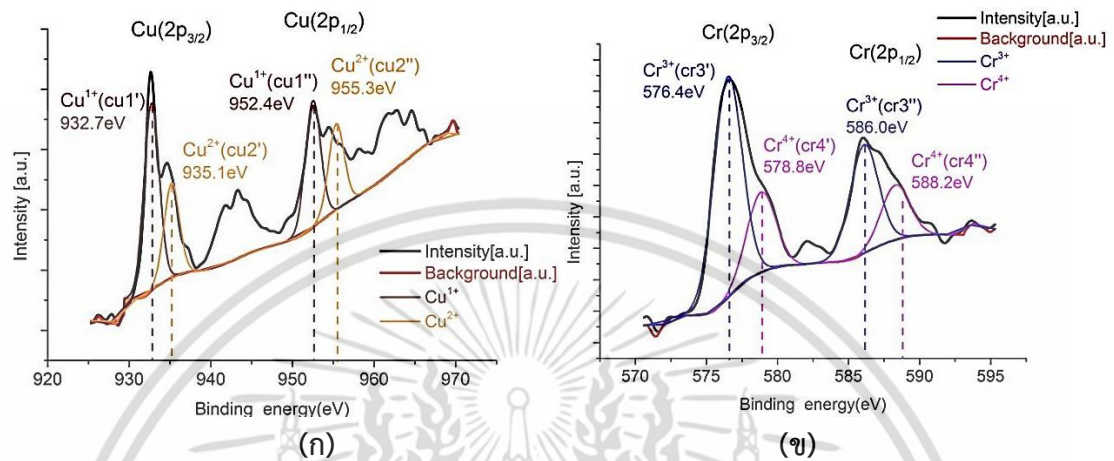 Cu(2p3/2)
Cu(2p1/2)
Cu1+(cu1')
932.7eV
Cu2+(cu2')
935.1eV
Cu1+(cu1'')
952.4eV
Cu2+(cu2'')
955.3eV
Intensity[a.u.]
Background[a.u.]
Cu1+
Cu2+
Intensity [a.u.]
920 930 940 950 960 970
Binding energy(eV)
(ก)
Intensity[a.u.]
Background[a.u.]
Cr3+
Cr4+
Cr(2p3/2)
Cr(2p1/2)
Cr3+(cr3')
576.4eV
Cr4+(cr4')
578.8eV
Cr3+(cr3'')
586.0eV
Cr4+(cr4'')
588.2eV
Intensity [a.u.]
570 575 580 585 590 595
Binding energy(eV)
(ข)